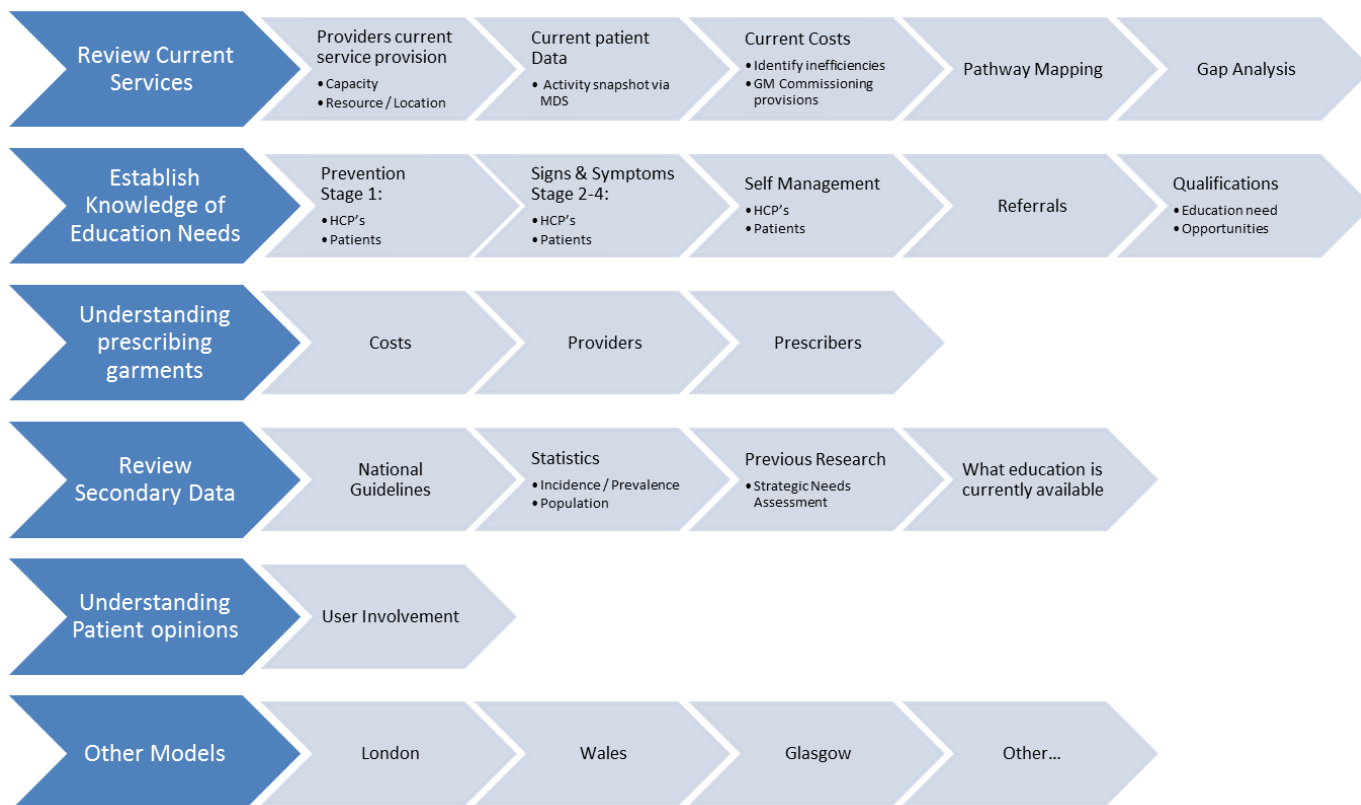 Review Current
Services
Providers current
service provision
• Capacity
• Resource / Location
Current patient
Data
• Activity snapshot via
MDS
Current Costs
• Identify inefficiencies
• GM Commissioning
provisions
Pathway Mapping
Gap Analysis
Establish
Knowledge of
Education Needs
Prevention
Stage 1:
• HCP's
• Patients
Signs & Symptoms
Stage 2-4:
• HCP's
• Patients
Self Management
• HCP's
• Patients
Referrals
Qualifications
• Education need
• Opportunities
Understanding
prescribing
garments
Costs
Providers
Prescribers
Review
Secondary Data
National
Guidelines
Statistics
• Incidence / Prevalence
• Population
Previous Research
• Strategic Needs
Assessment
What education is
currently available
Understanding
Patient opinions
User Involvement
Other Models
London
Wales
Glasgow
Other...